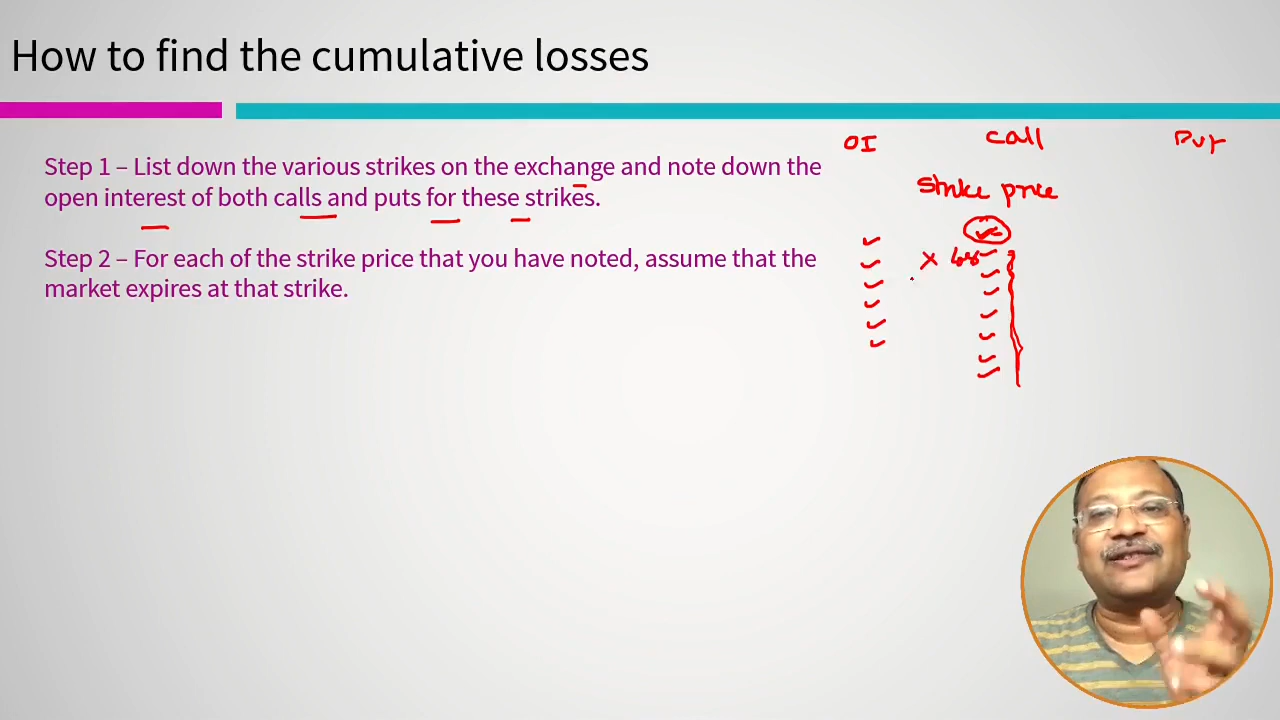 How to find the cumulative losses
Step 1 – List down the various strikes on the exchange and note down the
open interest of both calls and puts for these strikes.
Step 2 – For each of the strike price that you have noted, assume that the
market expires at that strike.
OI Call Put
Strike price
X